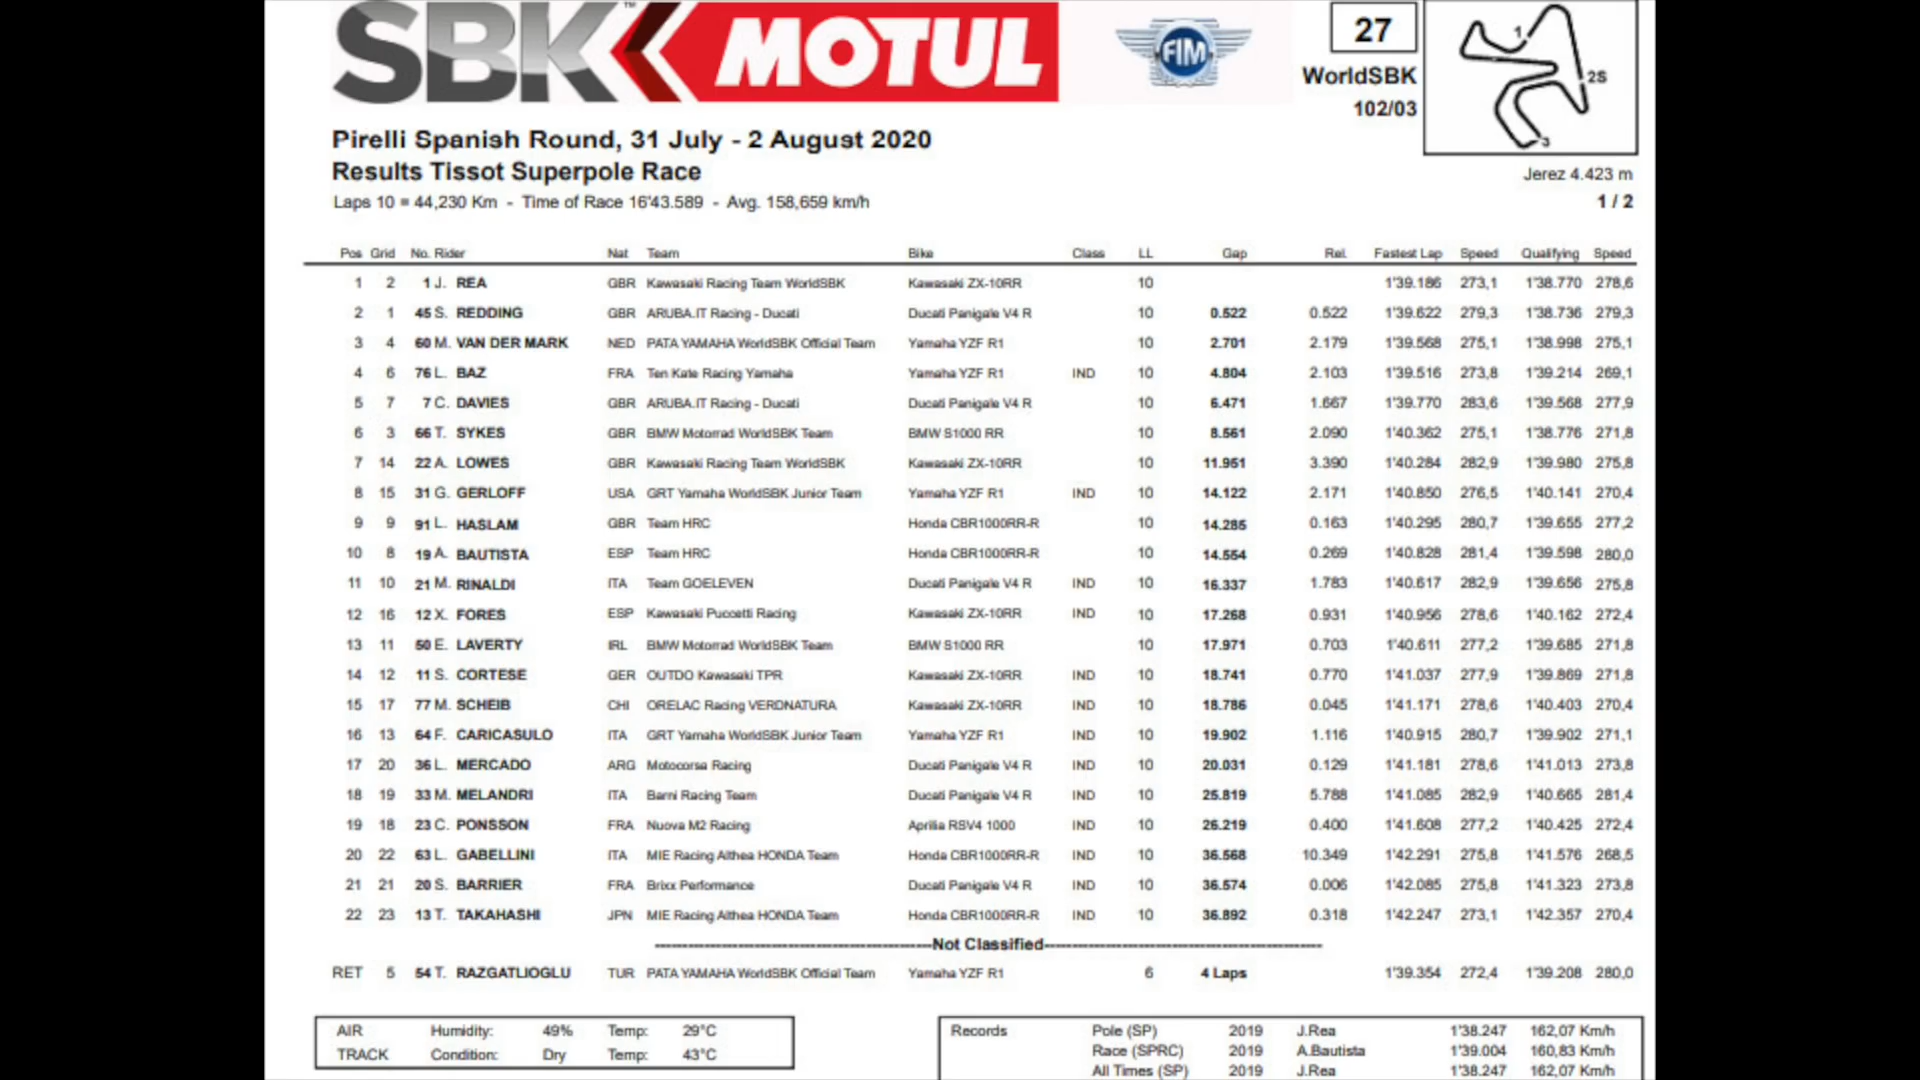 SBK™ MOTUL FIM 27
WorldSBK
102/03
1
2S
3
Pirelli Spanish Round, 31 July - 2 August 2020
Results Tissot Superpole Race
Jerez 4.423 m
Laps 10 = 44,230 Km - Time of Race 16'43.589 - Avg. 158,659 km/h 1 / 2
Pos Grid No. Rider Nat Team Bike Class LL Gap Rel. Fastest Lap Speed Qualifying Speed
1 2 1 J. REA GBR Kawasaki Racing Team WorldSBK Kawasaki ZX-10RR 10 1'39.186 273,1 1'38.770 278,6
2 1 45 S. REDDING GBR ARUBA.IT Racing - Ducati Ducati Panigale V4 R 10 0.522 0.522 1'39.622 279,3 1'38.736 279,3
3 4 60 M. VAN DER MARK NED PATA YAMAHA WorldSBK Official Team Yamaha YZF R1 10 2.701 2.179 1'39.568 275,1 1'38.998 275,1
4 6 76 L. BAZ FRA Ten Kate Racing Yamaha Yamaha YZF R1 IND 10 4.804 2.103 1'39.516 273,8 1'39.214 269,1
5 7 7 C. DAVIES GBR ARUBA.IT Racing - Ducati Ducati Panigale V4 R 10 6.471 1.667 1'39.770 283,6 1'39.568 277,9
6 3 66 T. SYKES GBR BMW Motorrad WorldSBK Team BMW S1000 RR 10 8.561 2.090 1'40.362 275,1 1'38.776 271,8
7 14 22 A. LOWES GBR Kawasaki Racing Team WorldSBK Kawasaki ZX-10RR 10 11.951 3.390 1'40.284 282,9 1'39.980 275,8
8 15 31 G. GERLOFF USA GRT Yamaha WorldSBK Junior Team Yamaha YZF R1 IND 10 14.122 2.171 1'40.850 276,5 1'40.141 270,4
9 9 91 L. HASLAM GBR Team HRC Honda CBR1000RR-R 10 14.285 0.163 1'40.295 280,7 1'39.655 277,2
10 8 19 A. BAUTISTA ESP Team HRC Honda CBR1000RR-R 10 14.554 0.269 1'40.828 281,4 1'39.598 280,0
11 10 21 M. RINALDI ITA Team GOELEVEN Ducati Panigale V4 R IND 10 16.337 1.783 1'40.617 282,9 1'39.656 275,8
12 16 12 X. FORES ESP Kawasaki Puccetti Racing Kawasaki ZX-10RR IND 10 17.268 0.931 1'40.956 278,6 1'40.162 272,4
13 11 50 E. LAVERTY IRL BMW Motorrad WorldSBK Team BMW S1000 RR 10 17.971 0.703 1'40.611 277,2 1'39.685 271,8
14 12 11 S. CORTESE GER OUTDO Kawasaki TPR Kawasaki ZX-10RR IND 10 18.741 0.770 1'41.037 277,9 1'39.869 271,8
15 17 77 M. SCHEIB CHI ORELAC Racing VERDNATURA Kawasaki ZX-10RR IND 10 18.786 0.045 1'41.171 278,6 1'40.403 270,4
16 13 64 F. CARICASULO ITA GRT Yamaha WorldSBK Junior Team Yamaha YZF R1 IND 10 19.902 1.116 1'40.915 280,7 1'39.902 271,1
17 20 36 L. MERCADO ARG Motocorsa Racing Ducati Panigale V4 R IND 10 20.031 0.129 1'41.181 278,6 1'41.013 273,8
18 19 33 M. MELANDRI ITA Barni Racing Team Ducati Panigale V4 R IND 10 25.819 5.788 1'41.085 282,9 1'40.665 281,4
19 18 23 C. PONSSON FRA Nuova M2 Racing Aprilia RSV4 1000 IND 10 26.219 0.400 1'41.608 277,2 1'40.425 272,4
20 22 63 L. GABELLINI ITA MIE Racing Althea HONDA Team Honda CBR1000RR-R IND 10 36.568 10.349 1'42.291 275,8 1'41.576 268,5
21 21 20 S. BARRIER FRA Brixx Performance Ducati Panigale V4 R IND 10 36.574 0.006 1'42.085 275,8 1'41.323 273,8
22 23 13 T. TAKAHASHI JPN MIE Racing Althea HONDA Team Honda CBR1000RR-R IND 10 36.892 0.318 1'42.247 273,1 1'42.357 270,4
Not Classified
RET 5 54 T. RAZGATLIOGLU TUR PATA YAMAHA WorldSBK Official Team Yamaha YZF R1 6 4 Laps 1'39.354 272,4 1'39.208 280,0
AIR Humidity: 49% Temp: 29°C
TRACK Condition: Dry Temp: 43°C
Records Pole (SP) 2019 J.Rea 1'38.247 162,07 Km/h
Race (SPRC) 2019 A.Bautista 1'39.004 160,83 Km/h
All Times (SP) 2019 J.Rea 1'38.247 162,07 Km/h